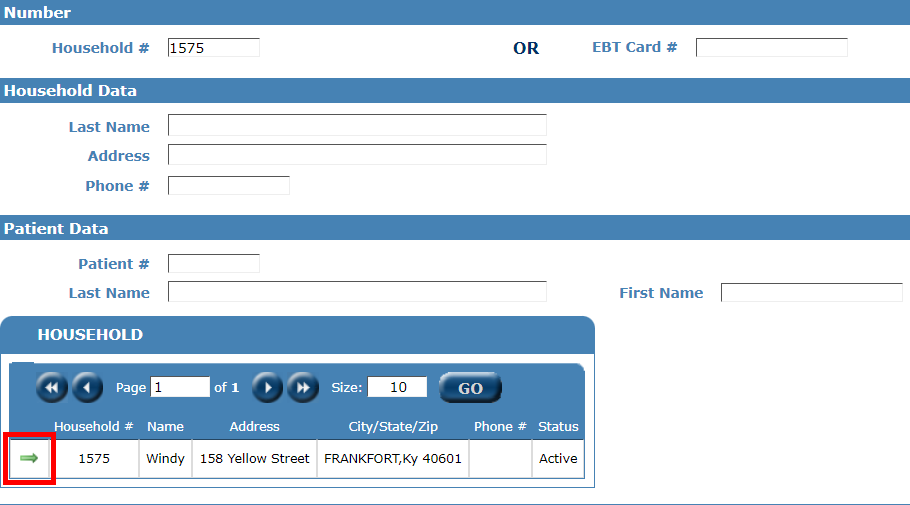 Number
Household # 1575 OR EBT Card #
Household Data
Last Name
Address
Phone #
Patient Data
Patient #
Last Name First Name
HOUSEHOLD
Page 1 of 1 Size: 10 GO
Household # Name Address City/State/Zip Phone # Status
1575 Windy 158 Yellow Street FRANKFORT,Ky 40601 Active